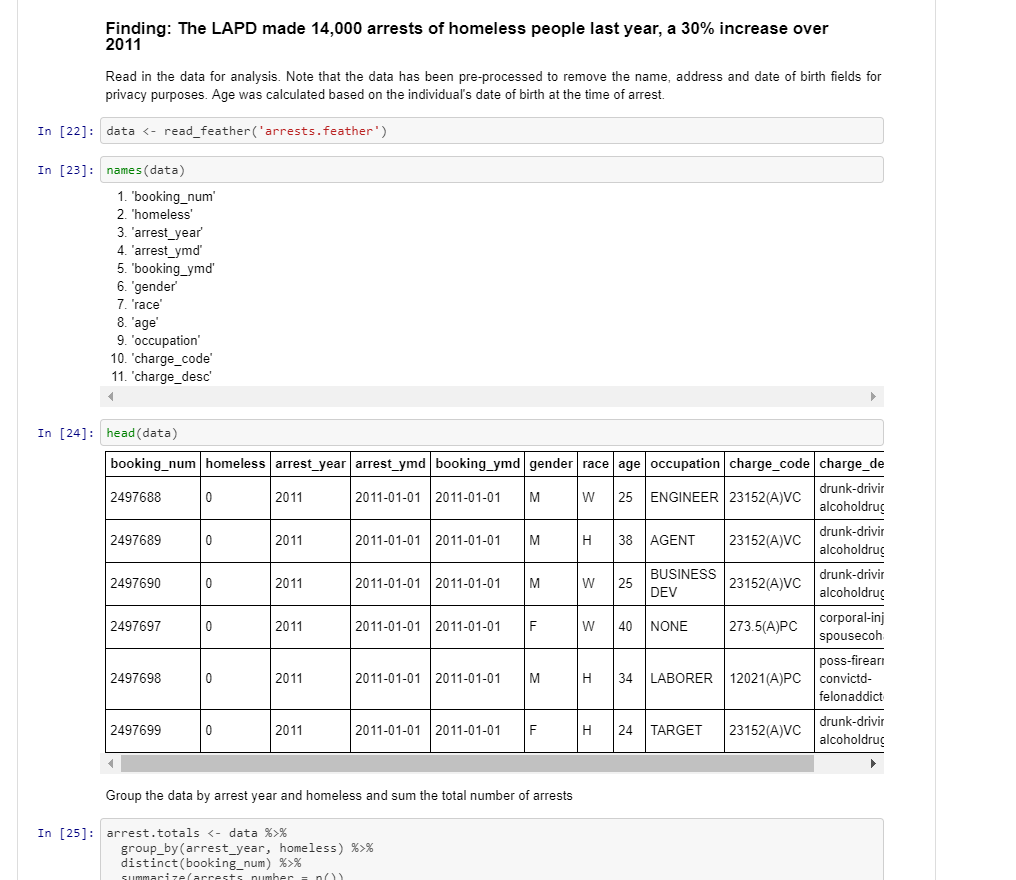 Finding: The LAPD made 14,000 arrests of homeless people last year, a 30% increase over
2011
Read in the data for analysis. Note that the data has been pre-processed to remove the name, address and date of birth fields for
privacy purposes. Age was calculated based on the individual's date of birth at the time of arrest.
In [22]: data <- read_feather('arrests.feather')
In [23]: names(data)
1. 'booking_num'
2. 'homeless'
3. 'arrest_year'
4. 'arrest_ymd'
5. 'booking_ymd'
6. 'gender'
7. 'race'
8. 'age'
9. 'occupation'
10. 'charge_code'
11. 'charge_desc'
In [24]: head(data)
booking_num homeless arrest_year arrest_ymd booking_ymd gender race age occupation charge_code charge_de
2497688 0 2011 2011-01-01 2011-01-01 M W 25 ENGINEER 23152(A)VC drunk-drivin
alcoholdrug
2497689 0 2011 2011-01-01 2011-01-01 M H 38 AGENT 23152(A)VC drunk-drivin
alcoholdrug
2497690 0 2011 2011-01-01 2011-01-01 M W 25 BUSINESS DEV 23152(A)VC drunk-drivin
alcoholdrug
2497697 0 2011 2011-01-01 2011-01-01 F W 40 NONE 273.5(A)PC corporal-inj
spousecoh
2497698 0 2011 2011-01-01 2011-01-01 M H 34 LABORER 12021(A)PC poss-firearm
convictd-
felonaddict
2497699 0 2011 2011-01-01 2011-01-01 F H 24 TARGET 23152(A)VC drunk-drivin
alcoholdrug
Group the data by arrest year and homeless and sum the total number of arrests
In [25]: arrest.totals <- data %>%
group_by(arrest_year, homeless) %>%
distinct(booking_num) %>%
summarize(arrests_number = n())